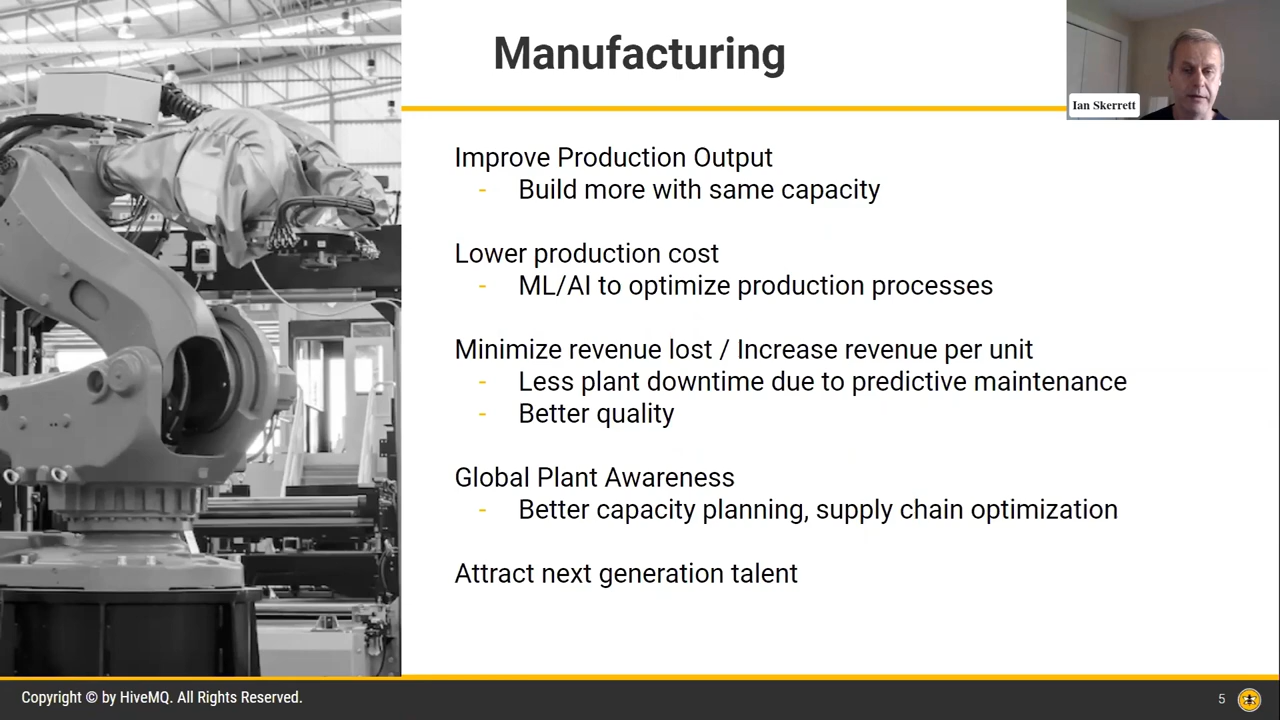 Manufacturing
Ian Skerrett
Improve Production Output
- Build more with same capacity
Lower production cost
- ML/AI to optimize production processes
Minimize revenue lost / Increase revenue per unit
- Less plant downtime due to predictive maintenance
- Better quality
Global Plant Awareness
- Better capacity planning, supply chain optimization
Attract next generation talent
Copyright © by HiveMQ. All Rights Reserved.
5